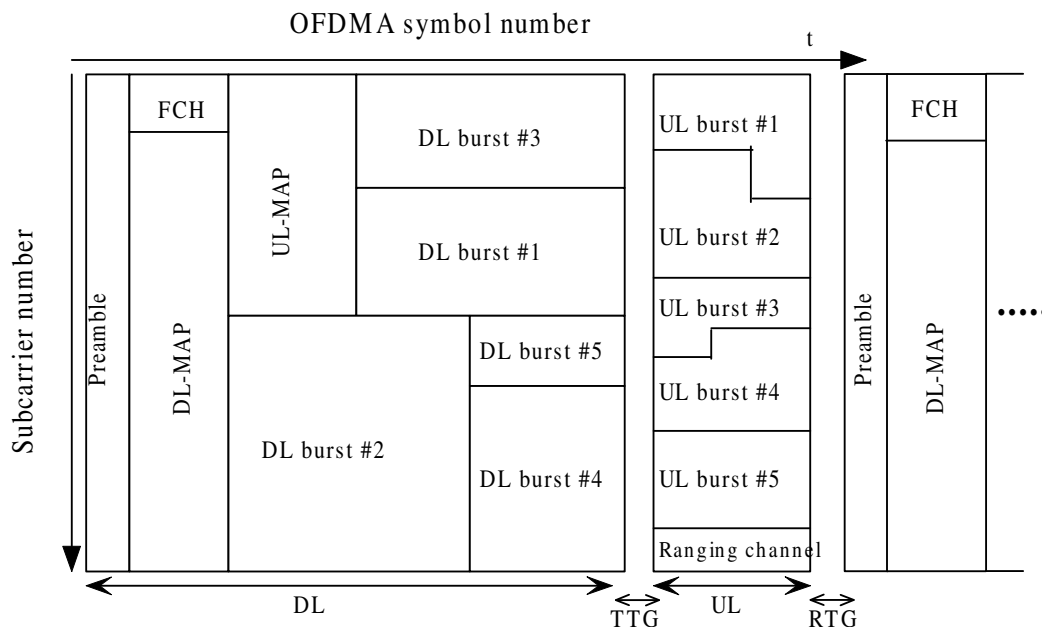 OFDMA symbol number
t
Subcarrier number
Preamble
FCH
DL-MAP
UL-MAP
DL burst #3
DL burst #1
DL burst #2
DL burst #5
DL burst #4
UL burst #1
UL burst #2
UL burst #3
UL burst #4
UL burst #5
Ranging channel
Preamble
FCH
DL-MAP
.....
DL
TTG
UL
RTG